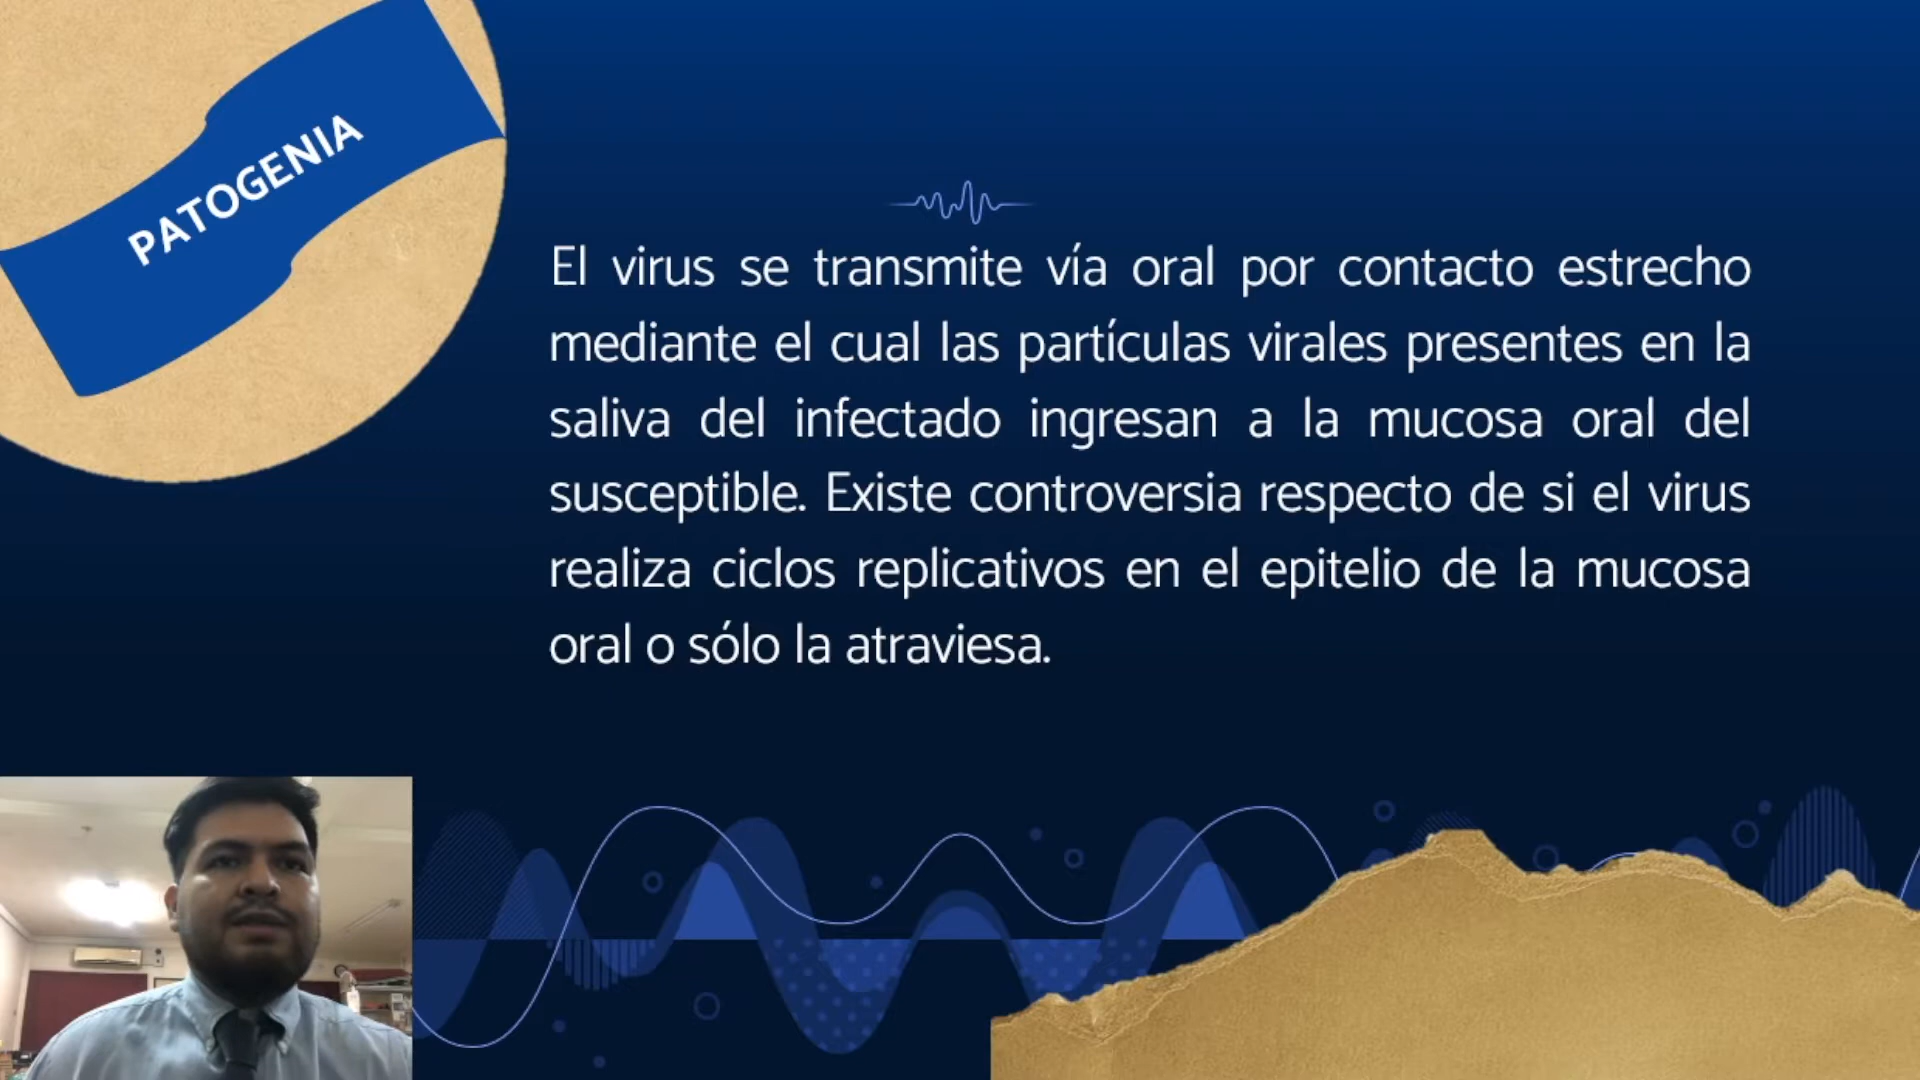 PATOGENIA
El virus se transmite vía oral por contacto estrecho
mediante el cual las partículas virales presentes en la
saliva del infectado ingresan a la mucosa oral del
susceptible. Existe controversia respecto de si el virus
realiza ciclos replicativos en el epitelio de la mucosa
oral o sólo la atraviesa.